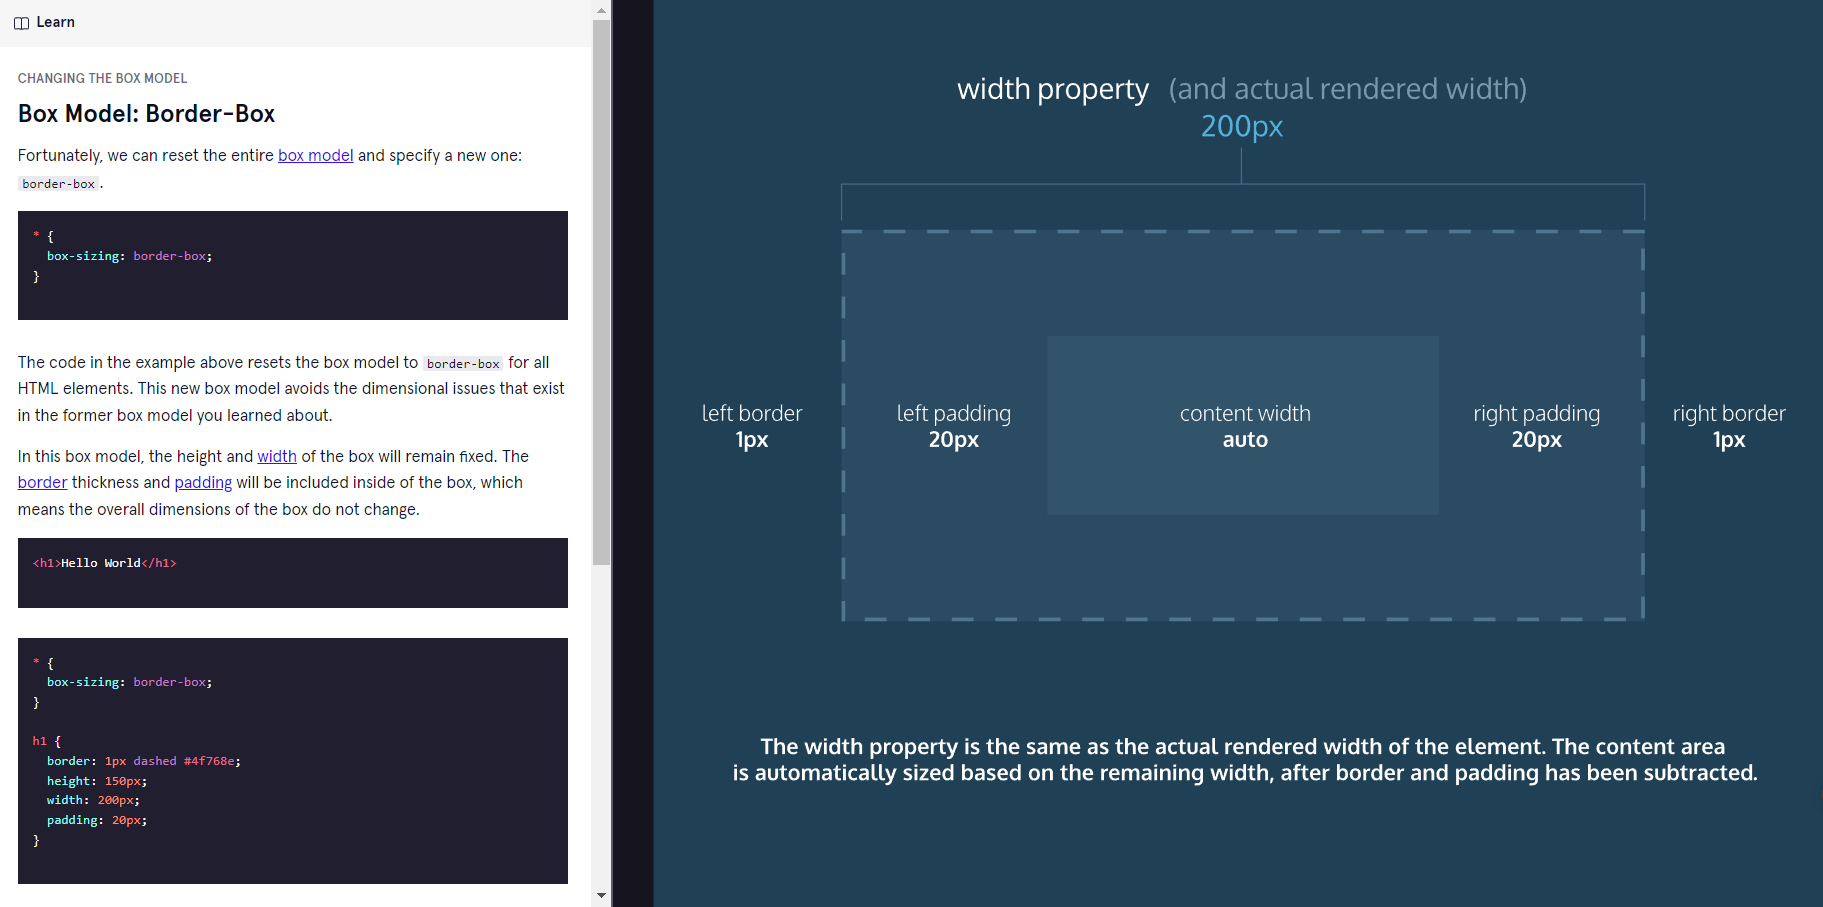 Learn
CHANGING THE BOX MODEL
Box Model: Border-Box
Fortunately, we can reset the entire box model and specify a new one:
border-box.
* {
  box-sizing: border-box;
}
The code in the example above resets the box model to border-box for all
HTML elements. This new box model avoids the dimensional issues that exist
in the former box model you learned about.
In this box model, the height and width of the box will remain fixed. The
border thickness and padding will be included inside of the box, which
means the overall dimensions of the box do not change.
<h1>Hello World</h1>
* {
  box-sizing: border-box;
}
h1 {
  border: 1px dashed #4f768e;
  height: 150px;
  width: 200px;
  padding: 20px;
}
width property (and actual rendered width)
200px
left border
1px
left padding
20px
content width
auto
right padding
20px
right border
1px
The width property is the same as the actual rendered width of the element. The content area
is automatically sized based on the remaining width, after border and padding has been subtracted.